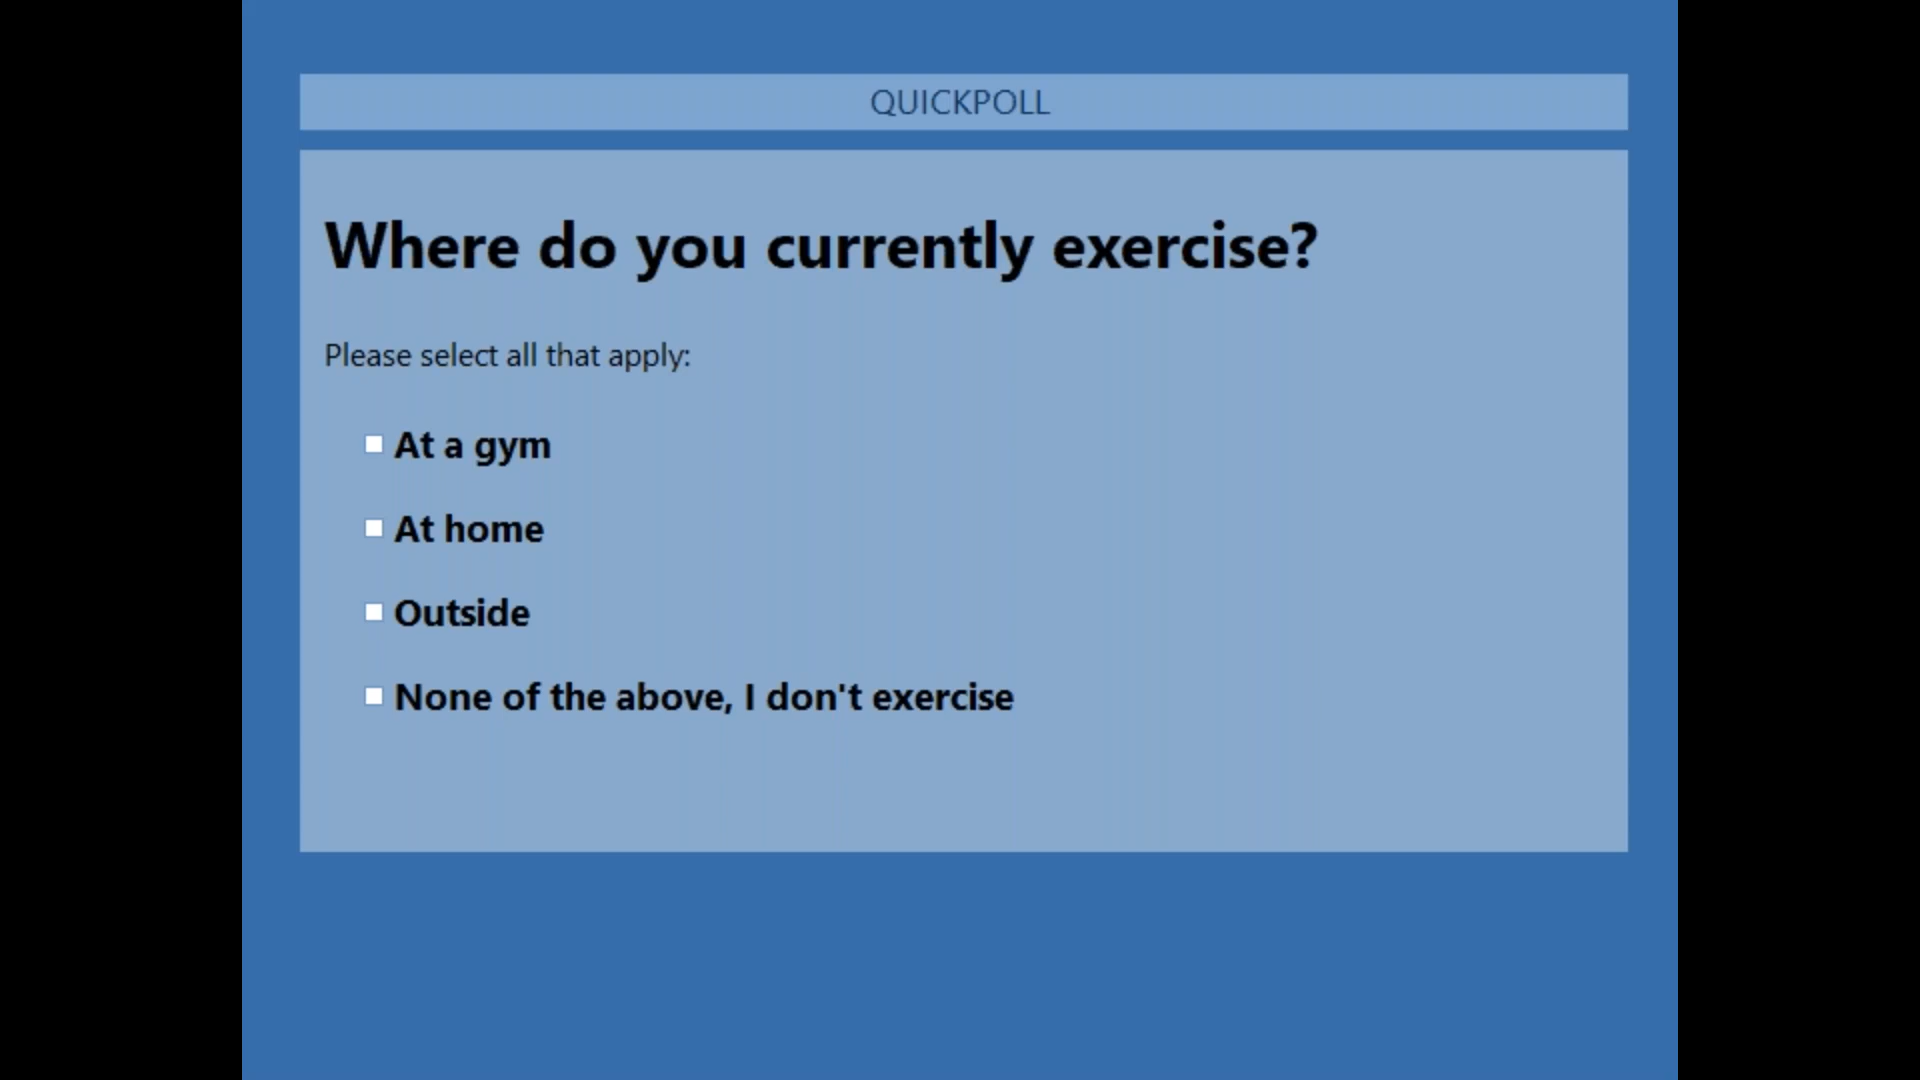 QUICKPOLL
Where do you currently exercise?
Please select all that apply:
At a gym
At home
Outside
None of the above, I don't exercise